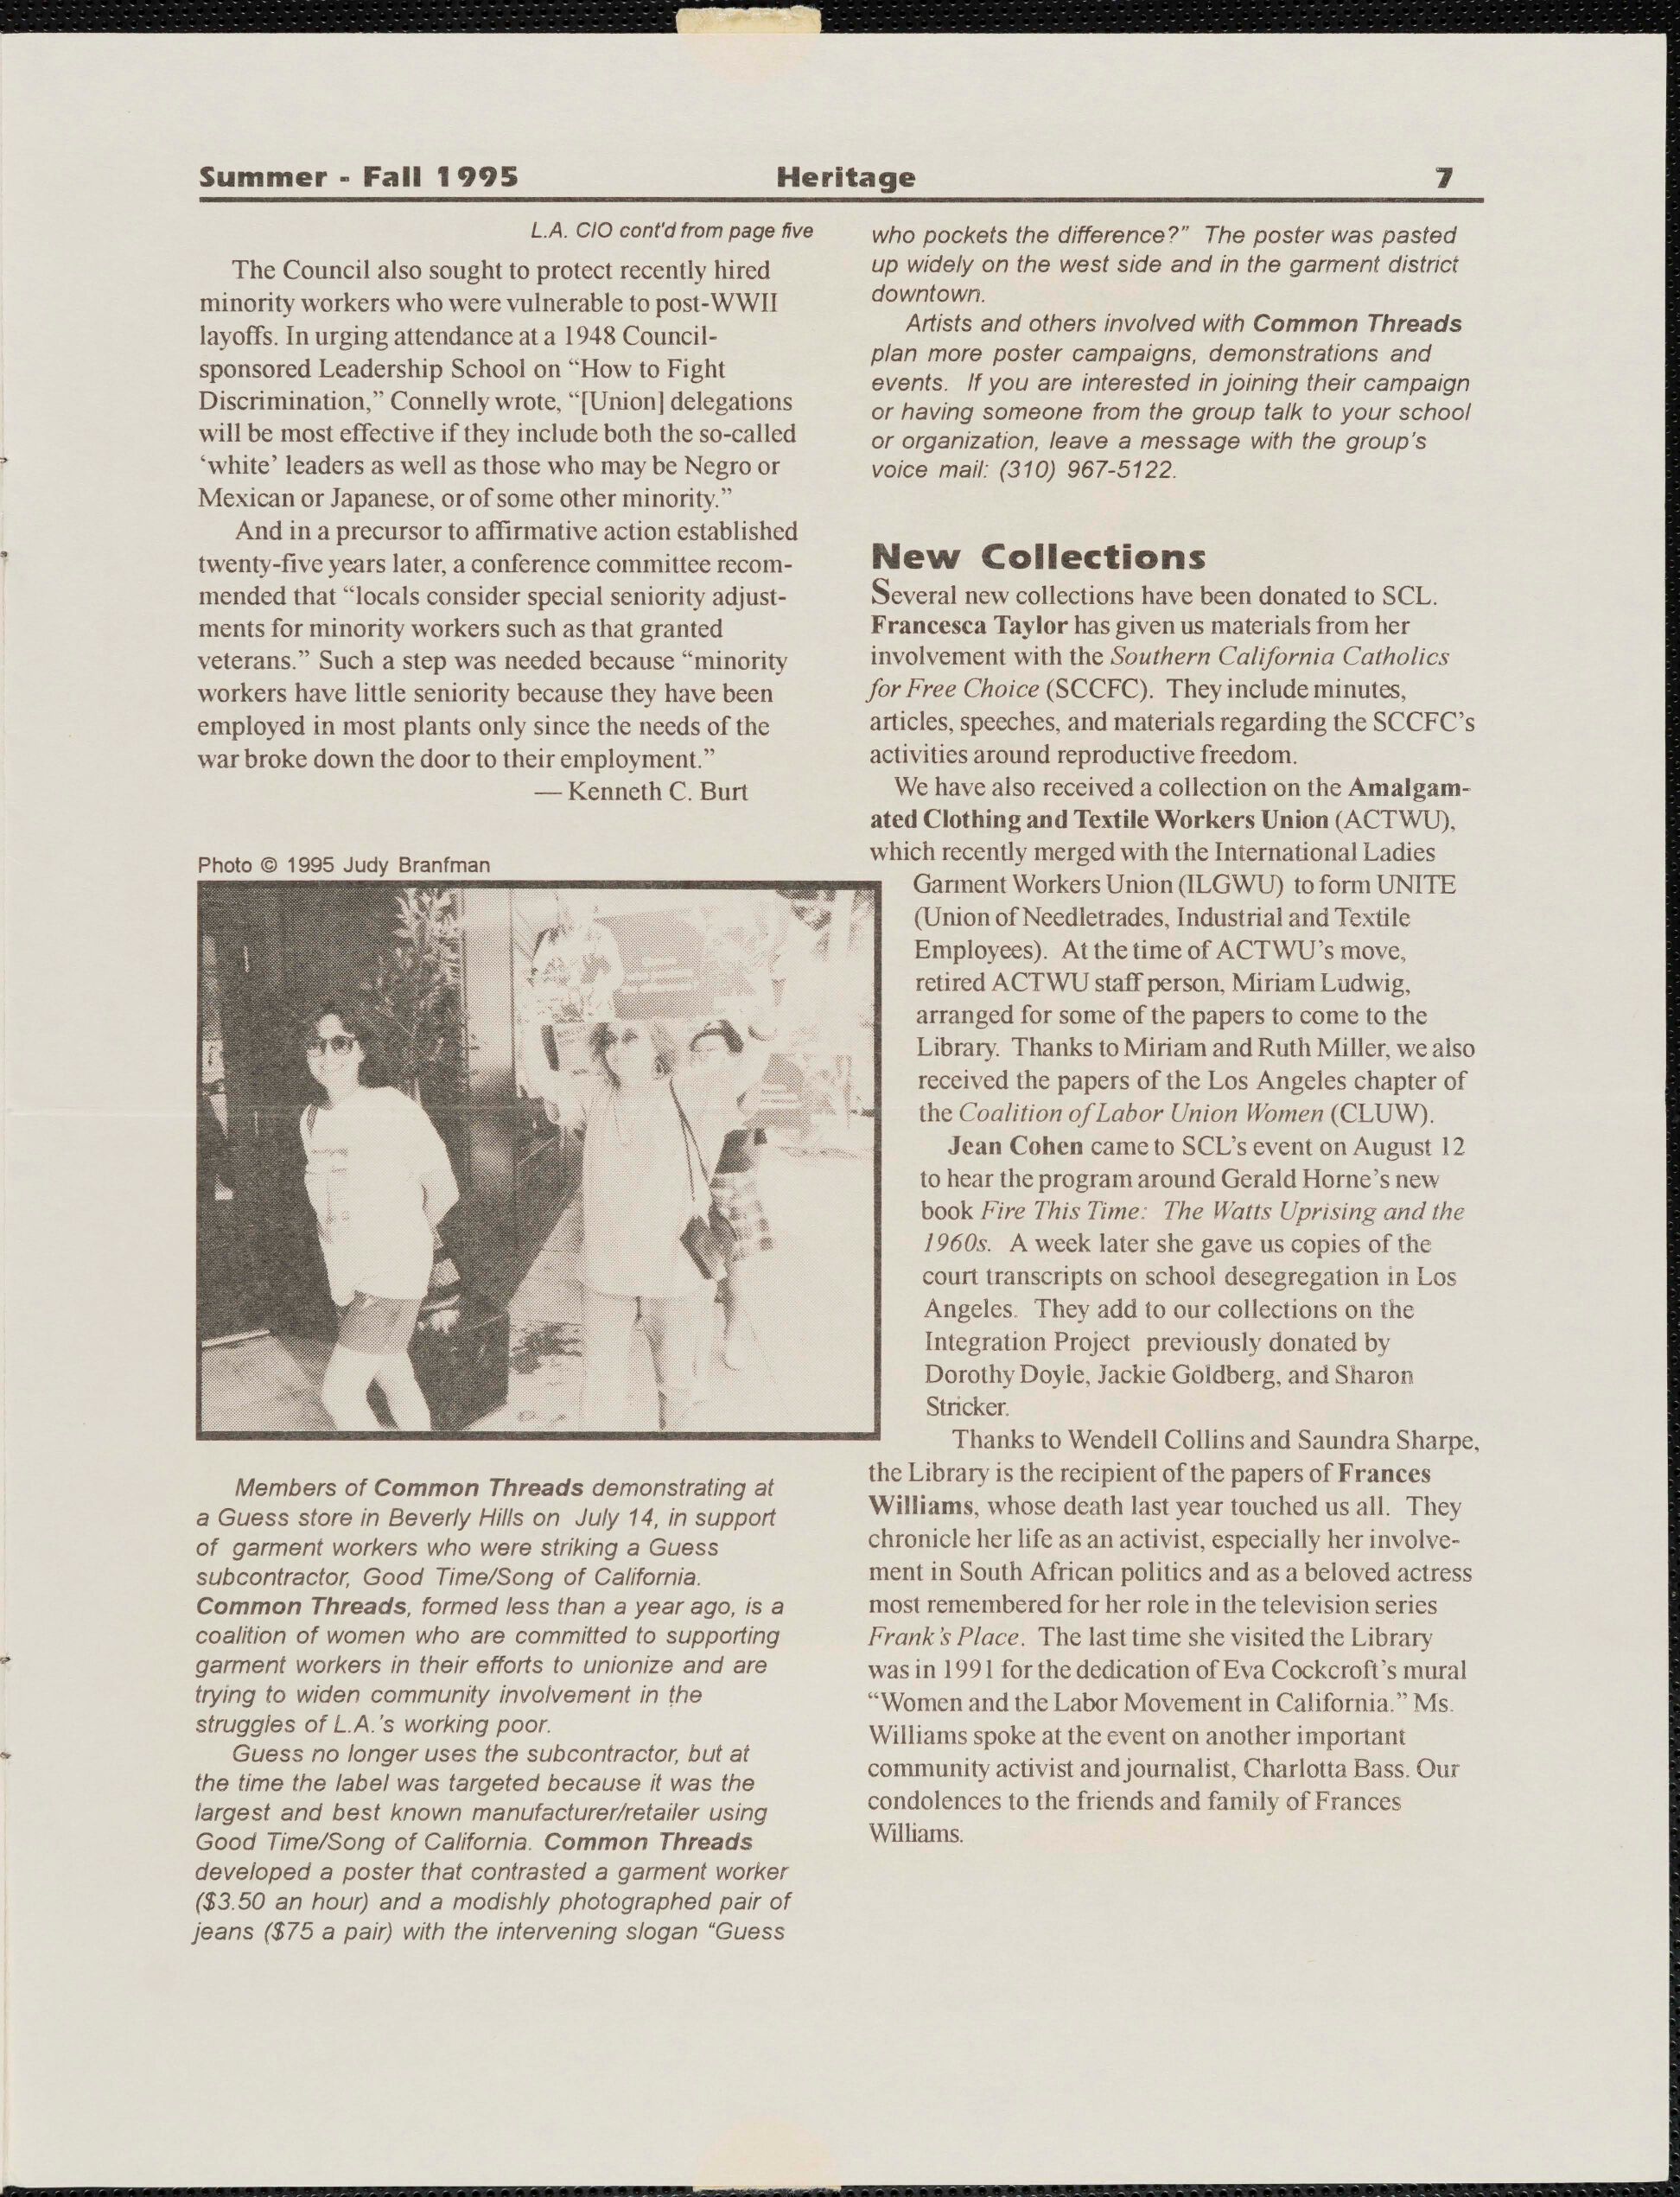 Summer - Fall 1995 Heritage 7
L.A. CIO cont'd from page five
The Council also sought to protect recently hired
minority workers who were vulnerable to post-WWII
layoffs. In urging attendance at a 1948 Council-
sponsored Leadership School on “How to Fight
Discrimination,” Connelly wrote, “[Union] delegations
will be most effective if they include both the so-called
‘white’ leaders as well as those who may be Negro or
Mexican or Japanese, or of some other minority.”
And in a precursor to affirmative action established
twenty-five years later, a conference committee recom-
mended that “locals consider special seniority adjust-
ments for minority workers such as that granted
veterans.” Such a step was needed because “minority
workers have little seniority because they have been
employed in most plants only since the needs of the
war broke down the door to their employment.”
— Kenneth C. Burt
Photo © 1995 Judy Branfman
Members of Common Threads demonstrating at
a Guess store in Beverly Hills on July 14, in support
of garment workers who were striking a Guess
subcontractor, Good Time/Song of California.
Common Threads, formed less than a year ago, is a
coalition of women who are committed to supporting
garment workers in their efforts to unionize and are
trying to widen community involvement in the
struggles of L.A.'s working poor.
Guess no longer uses the subcontractor, but at
the time the label was targeted because it was the
largest and best known manufacturer/retailer using
Good Time/Song of California. Common Threads
developed a poster that contrasted a garment worker
($3.50 an hour) and a modishly photographed pair of
jeans ($75 a pair) with the intervening slogan “Guess
who pockets the difference?” The poster was pasted
up widely on the west side and in the garment district
downtown.
Artists and others involved with Common Threads
plan more poster campaigns, demonstrations and
events. If you are interested in joining their campaign
or having someone from the group talk to your school
or organization, leave a message with the group's
voice mail: (310) 967-5122.
New Collections
Several new collections have been donated to SCL.
Francesca Taylor has given us materials from her
involvement with the Southern California Catholics
for Free Choice (SCCFC). They include minutes,
articles, speeches, and materials regarding the SCCFC’s
activities around reproductive freedom.
We have also received a collection on the Amalgam-
ated Clothing and Textile Workers Union (ACTWU),
which recently merged with the International Ladies
Garment Workers Union (ILGWU) to form UNITE
(Union of Needletrades, Industrial and Textile
Employees). At the time of ACTWU’s move,
retired ACTWU staff person, Miriam Ludwig,
arranged for some of the papers to come to the
Library. Thanks to Miriam and Ruth Miller, we also
received the papers of the Los Angeles chapter of
the Coalition of Labor Union Women (CLUW).
Jean Cohen came to SCL’s event on August 12
to hear the program around Gerald Horne’s new
book Fire This Time: The Watts Uprising and the
1960s. A week later she gave us copies of the
court transcripts on school desegregation in Los
Angeles. They add to our collections on the
Integration Project previously donated by
Dorothy Doyle, Jackie Goldberg, and Sharon
Stricker.
Thanks to Wendell Collins and Saundra Sharpe,
the Library is the recipient of the papers of Frances
Williams, whose death last year touched us all. They
chronicle her life as an activist, especially her involve-
ment in South African politics and as a beloved actress
most remembered for her role in the television series
Frank’s Place. The last time she visited the Library
was in 1991 for the dedication of Eva Cockcroft’s mural
“Women and the Labor Movement in California.” Ms.
Williams spoke at the event on another important
community activist and journalist, Charlotta Bass. Our
condolences to the friends and family of Frances
Williams.